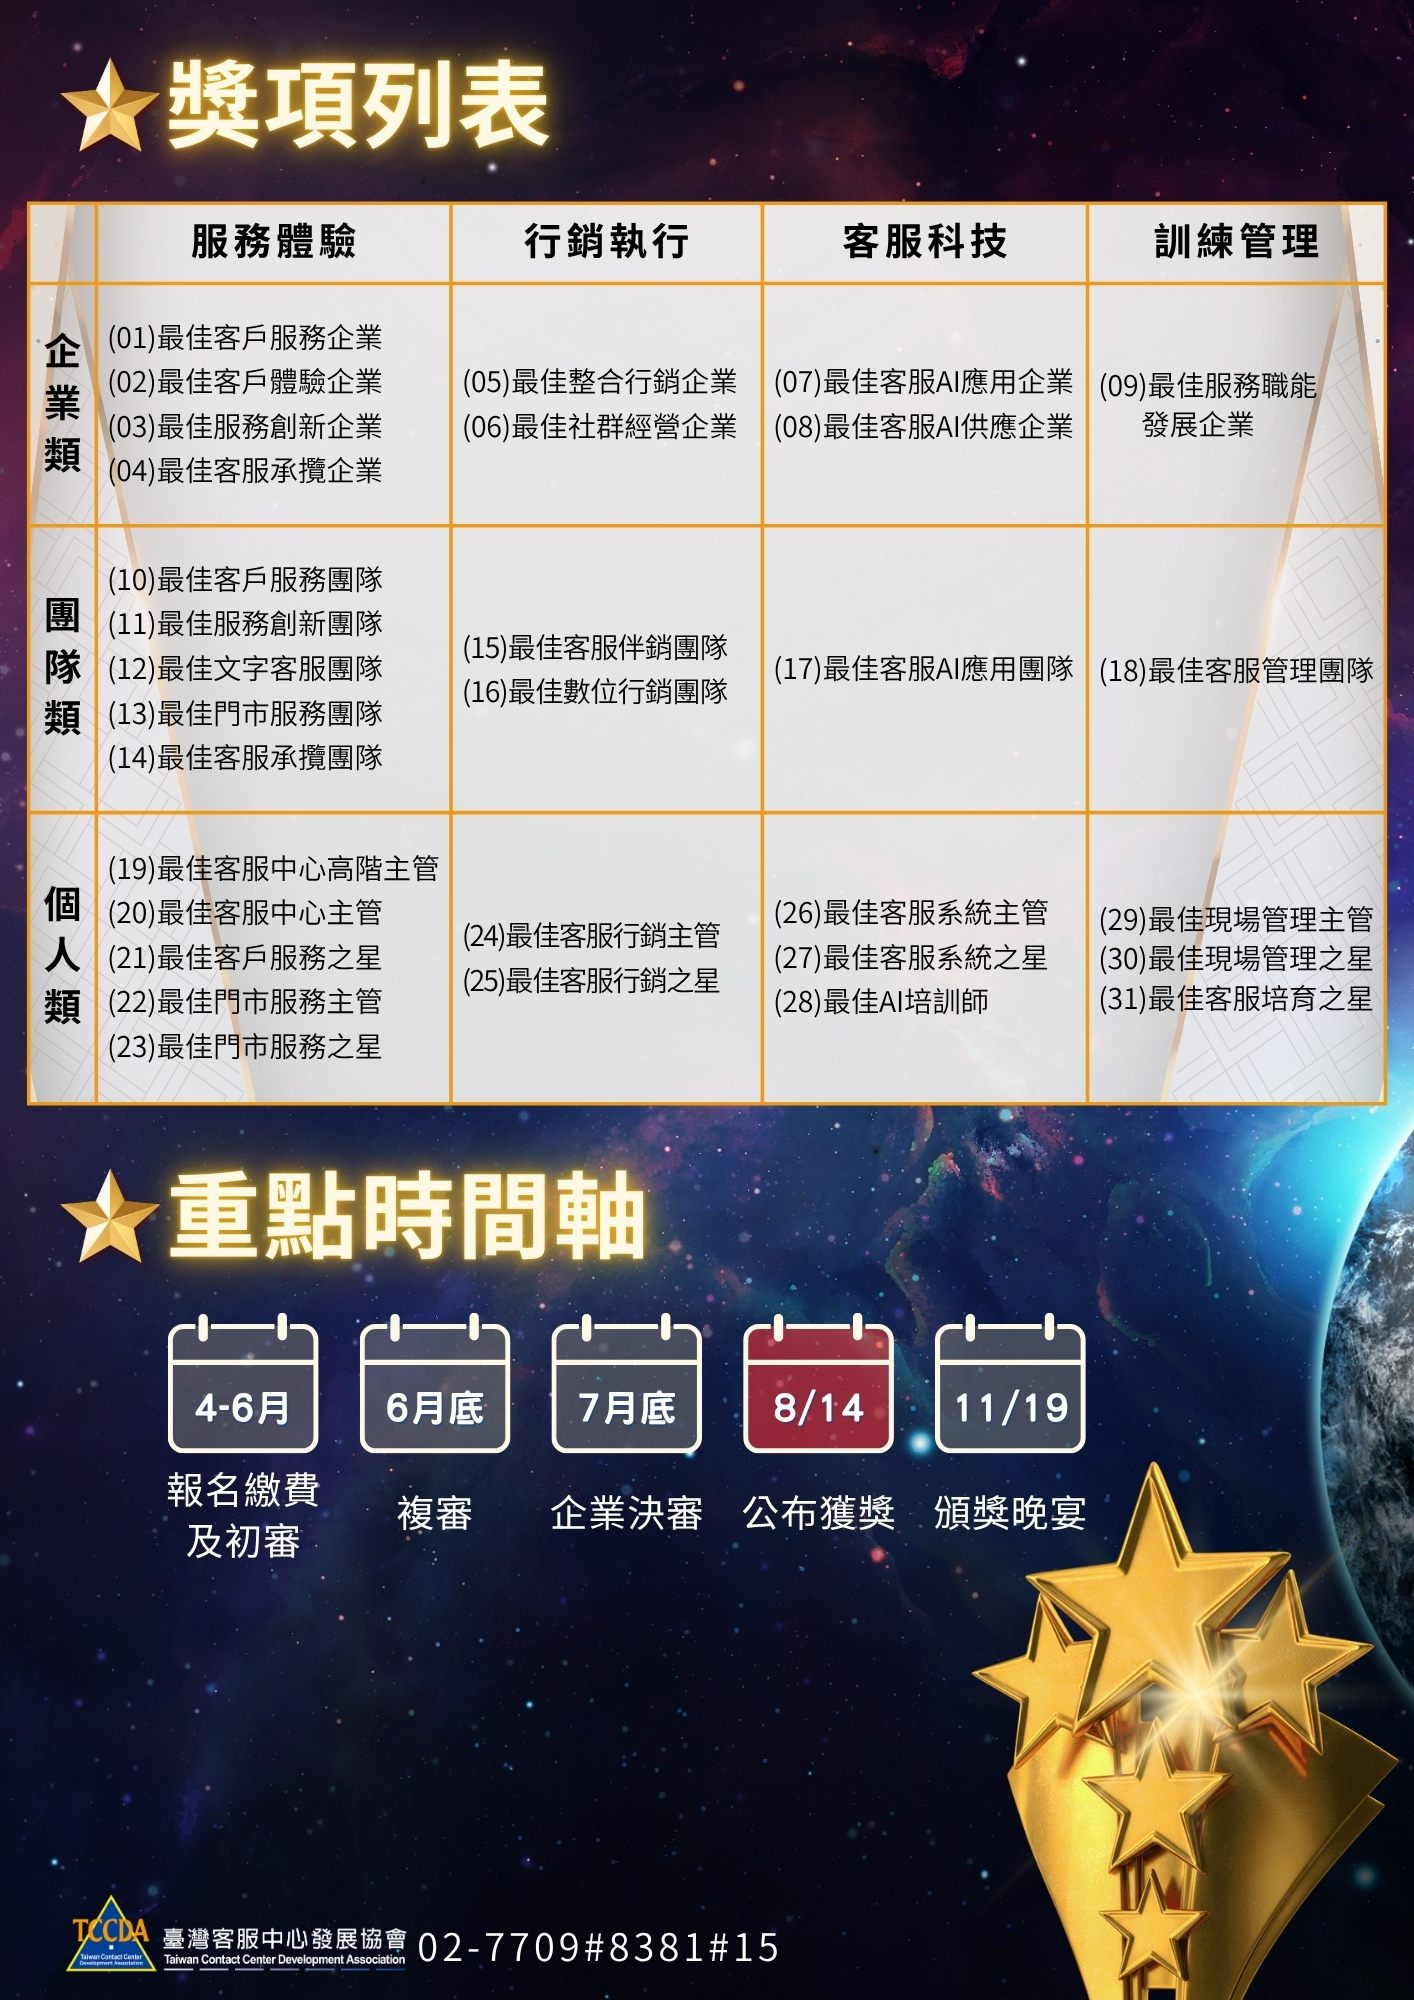 獎項列表
服務體驗
行銷執行
客服科技
訓練管理
企業類
(01)最佳客戶服務企業
(02)最佳客戶體驗企業
(03)最佳服務創新企業
(04)最佳客服承攬企業
(05)最佳整合行銷企業
(06)最佳社群經營企業
(07)最佳客服AI應用企業
(08)最佳客服AI供應企業
(09)最佳服務職能
發展企業
團隊類
(10)最佳客戶服務團隊
(11)最佳服務創新團隊
(12)最佳文字客服團隊
(13)最佳門市服務團隊
(14)最佳客服承攬團隊
(15)最佳客服伴銷團隊
(16)最佳數位行銷團隊
(17)最佳客服AI應用團隊
(18)最佳客服管理團隊
個人類
(19)最佳客服中心高階主管
(20)最佳客服中心主管
(21)最佳客戶服務之星
(22)最佳門市服務主管
(23)最佳門市服務之星
(24)最佳客服行銷主管
(25)最佳客服行銷之星
(26)最佳客服系統主管
(27)最佳客服系統之星
(28)最佳AI培訓師
(29)最佳現場管理主管
(30)最佳現場管理之星
(31)最佳客服培育之星
重點時間軸
4-6月
報名繳費
及初審
6月底
複審
7月底
企業決審
8/14
公布獲獎
11/19
頒獎晚宴
TCCDA
Taiwan Contact Center
Development Association
臺灣客服中心發展協會
Taiwan Contact Center Development Association
02-7709#8381#15